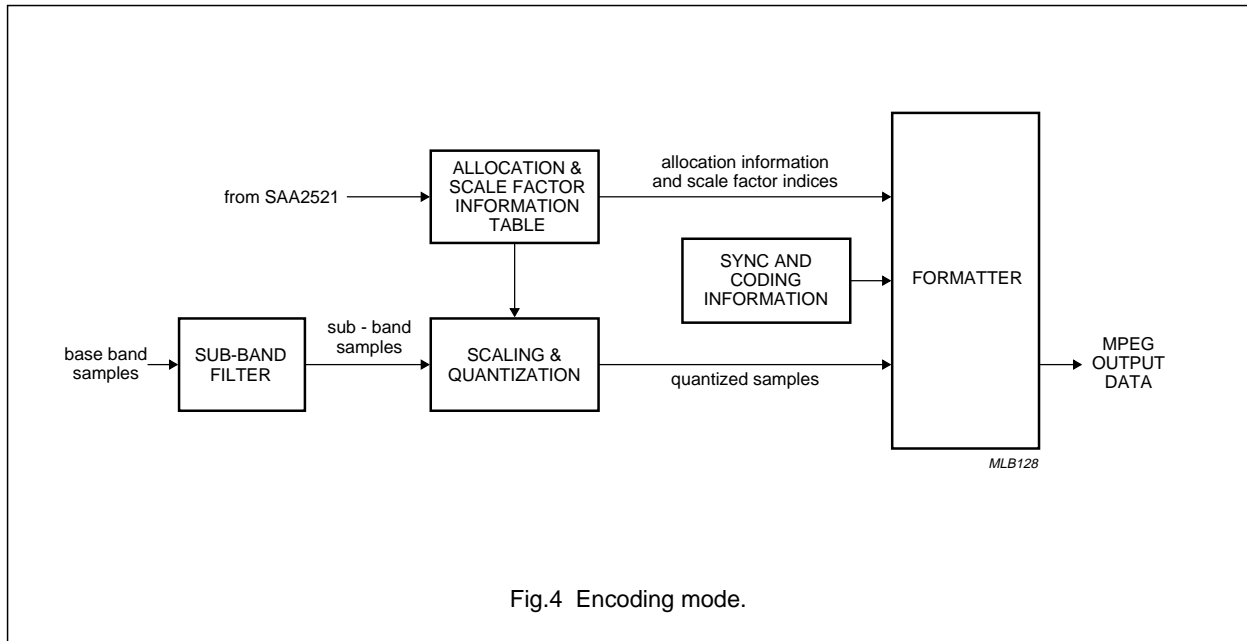 from SAA2521
ALLOCATION &
SCALE FACTOR
INFORMATION
TABLE
allocation information
and scale factor indices
SYNC AND
CODING
INFORMATION
FORMATTER
base band
samples
SUB-BAND
FILTER
sub - band
samples
SCALING &
QUANTIZATION
quantized samples
MPEG
OUTPUT
DATA
MLB128
Fig.4 Encoding mode.